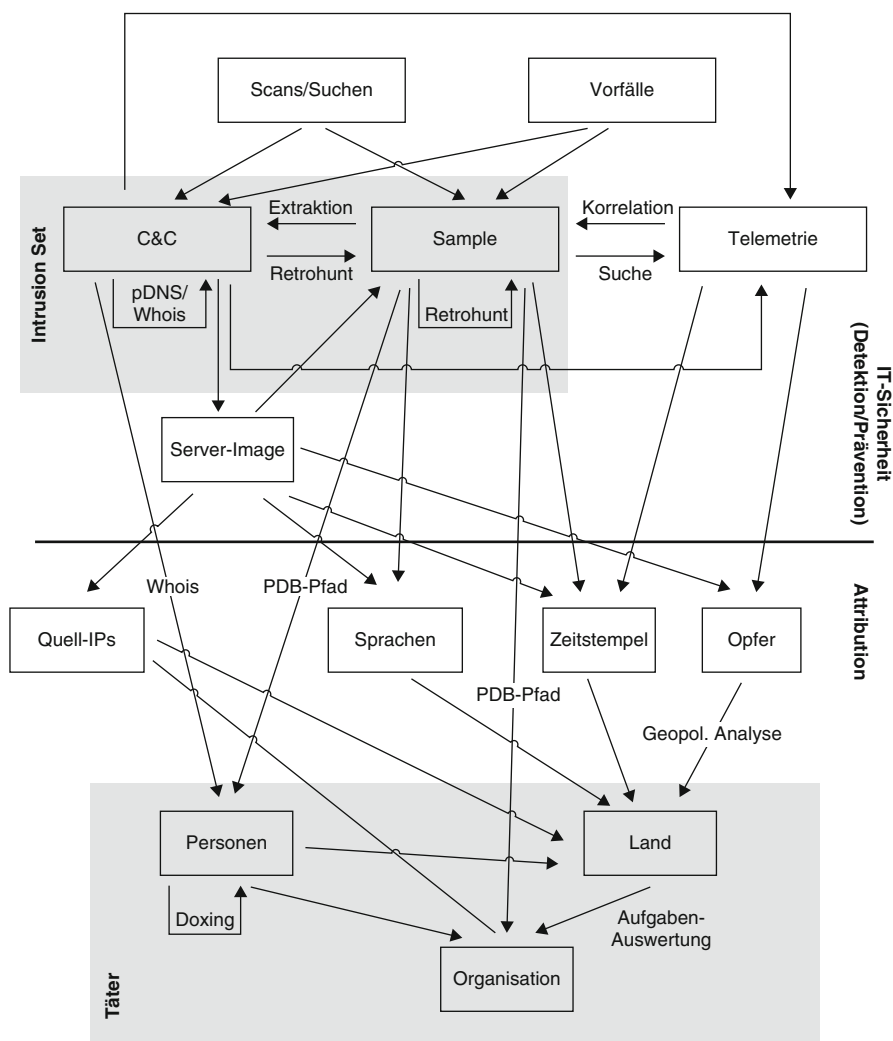 Scans/Suchen
Vorfälle
Intrusion Set
C&C
Extraktion
Retrohunt
Sample
Korrelation
Suche
Telemetrie
pDNS/
Whois
Retrohunt
Server-Image
IT-Sicherheit
(Detektion/Prävention)
Attribution
Whois
PDB-Pfad
Quell-IPs
Sprachen
Zeitstempel
Opfer
PDB-Pfad
Geopol. Analyse
Täter
Personen
Land
Doxing
Aufgaben-
Auswertung
Organisation